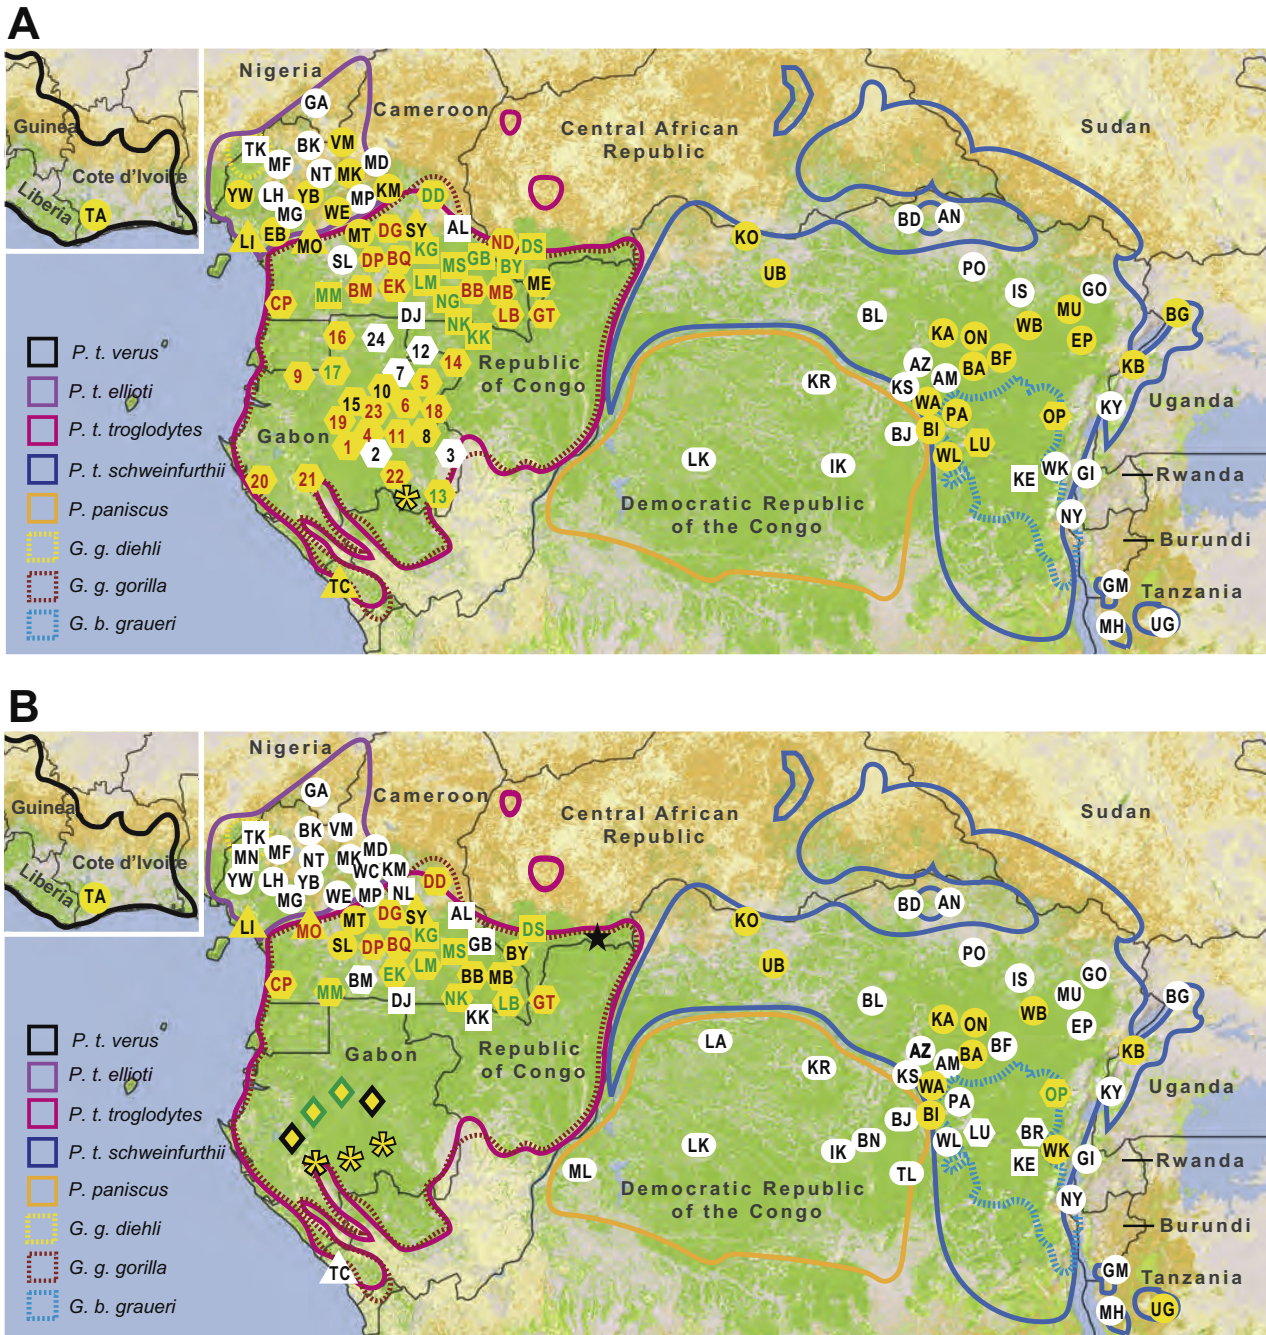 A
Nigeria
GA
Cameroon
Guinea
Central African
Republic
Sudan
TK
BK
VM
MF
MD
Cote d'Ivoire
NT
MK
Liberia
TA
YW
LH
YB
MP
KM
DD
MG
WE
BD
AN
LI
EB
MO
MT
DG
SY
AL
ND
DS
KO
SL
DP
BQ
KG
MS
GB
BY
UB
PO
CP
MM
BM
EK
LM
BB
MB
ME
IS
GO
NG
DJ
LB
GT
BL
MU
BG
NK
KK
KA
ON
WB
EP
16
24
12
Republic
of Congo
P. t. verus
9
17
7
14
5
AZ
BA
BF
KB
KR
KS
AM
P. t. ellioti
10
15
23
6
18
WA
PA
OP
KY
Uganda
P. t. troglodytes
19
Gabon
1
4
11
8
BJ
BI
LU
2
3
LK
IK
WL
P. t. schweinfurthii
20
21
22
13
KE
WK
GI
Rwanda
P. paniscus
Democratic Republic
of the Congo
NY
G. g. diehli
Burundi
G. g. gorilla
TC
GM
Tanzania
G. b. graueri
MH
UG
B
Nigeria
GA
Cameroon
Guinea
Central African
Republic
Sudan
TK
BK
VM
MN
MF
NT
MK
MD
Cote d'Ivoire
WC
KM
Liberia
TA
YW
LH
YB
DD
MG
WE
MP
NL
BD
AN
LI
MO
MT
DG
SY
AL
DS
KO
SL
DP
BQ
KG
MS
GB
BY
UB
PO
CP
MM
BM
EK
LM
BB
MB
IS
GO
DJ
NK
LB
GT
BL
MU
BG
KK
KA
ON
WB
EP
P. t. verus
Gabon
Republic
of Congo
LA
AZ
BA
BF
KB
P. t. ellioti
KR
KS
AM
P. t. troglodytes
WA
PA
OP
KY
Uganda
BJ
BI
P. t. schweinfurthii
LK
IK
BN
WL
LU
BR
WK
KE
GI
Rwanda
ML
TL
P. paniscus
Democratic Republic
of the Congo
NY
G. g. diehli
Burundi
G. g. gorilla
TC
GM
Tanzania
G. b. graueri
MH
UG